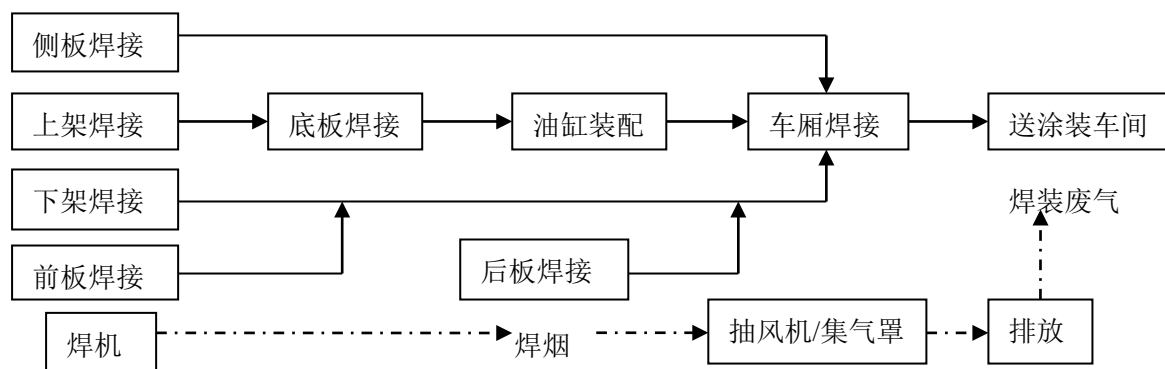 侧板焊接
上架焊接
底板焊接
油缸装配
车厢焊接
送涂装车间
下架焊接
焊装废气
前板焊接
后板焊接
焊机
焊烟
抽风机/集气罩
排放